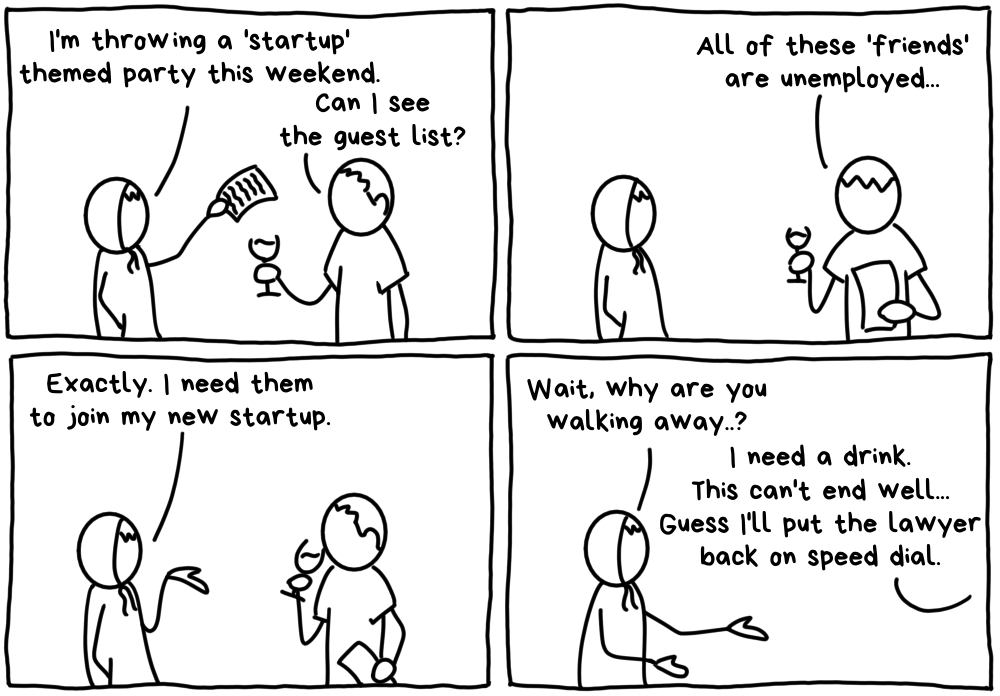 I'm throwing a 'startup'
themed party this weekend.
Can I see
the guest list?
All of these 'friends'
are unemployed...
Exactly. I need them
to join my new startup.
Wait, why are you
walking away..?
I need a drink.
This can't end well...
Guess I'll put the lawyer
back on speed dial.